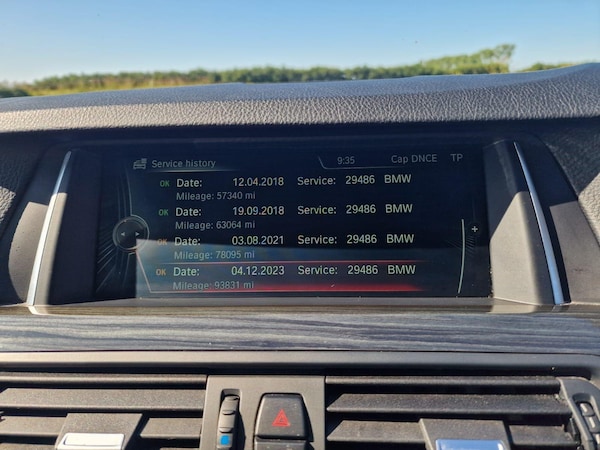 Service history 9:35 Cap DNCE TP
OK Date: 12.04.2018 Service: 29486 BMW
Mileage: 57340 mi
OK Date: 19.09.2018 Service: 29486 BMW
Mileage: 63064 mi
OK Date: 03.08.2021 Service: 29486 BMW
Mileage: 78095 mi
OK Date: 04.12.2023 Service: 29486 BMW
Mileage: 93831 mi